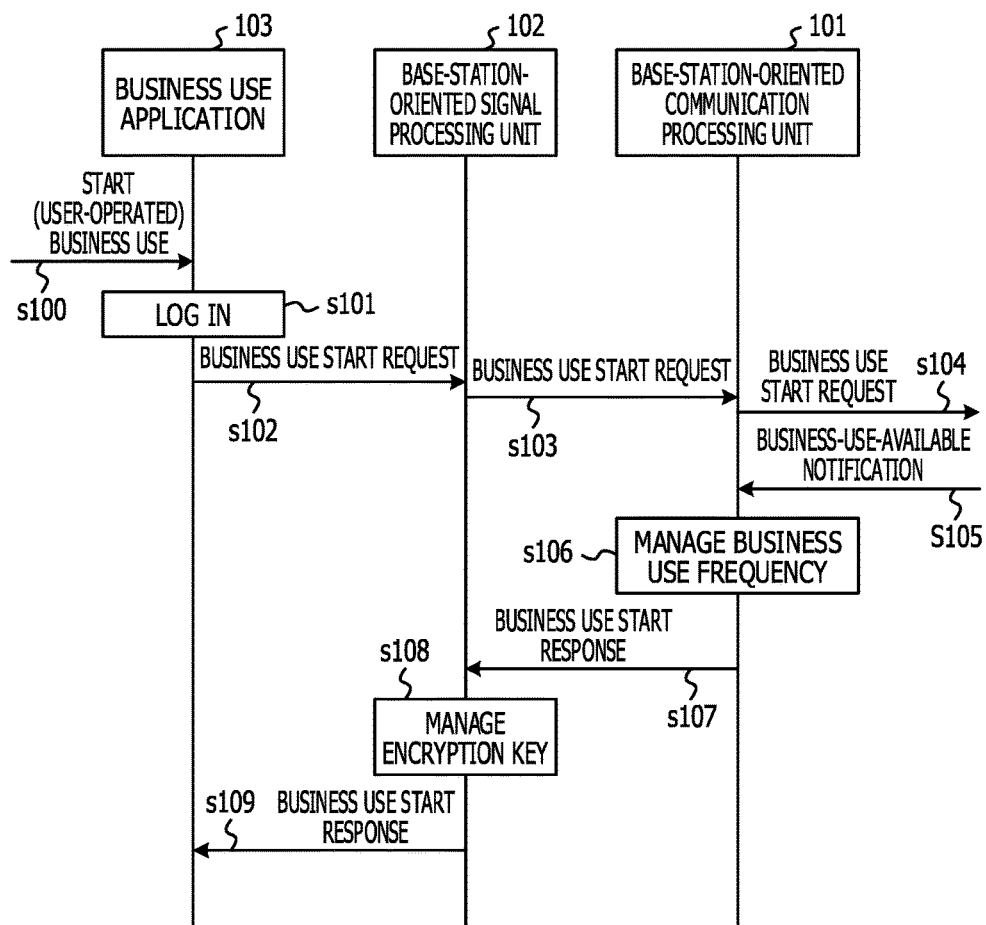 103
102
101
BUSINESS USE
APPLICATION
BASE-STATION-
ORIENTED SIGNAL
PROCESSING UNIT
BASE-STATION-ORIENTED
COMMUNICATION
PROCESSING UNIT
START
(USER-OPERATED)
BUSINESS USE
s100
LOG IN
s101
BUSINESS USE START REQUEST
s102
BUSINESS USE START REQUEST
s103
BUSINESS USE
START REQUEST
s104
BUSINESS-USE-AVAILABLE
NOTIFICATION
S105
s106
MANAGE BUSINESS
USE FREQUENCY
BUSINESS USE START
RESPONSE
s107
s108
MANAGE
ENCRYPTION KEY
s109
BUSINESS USE START
RESPONSE